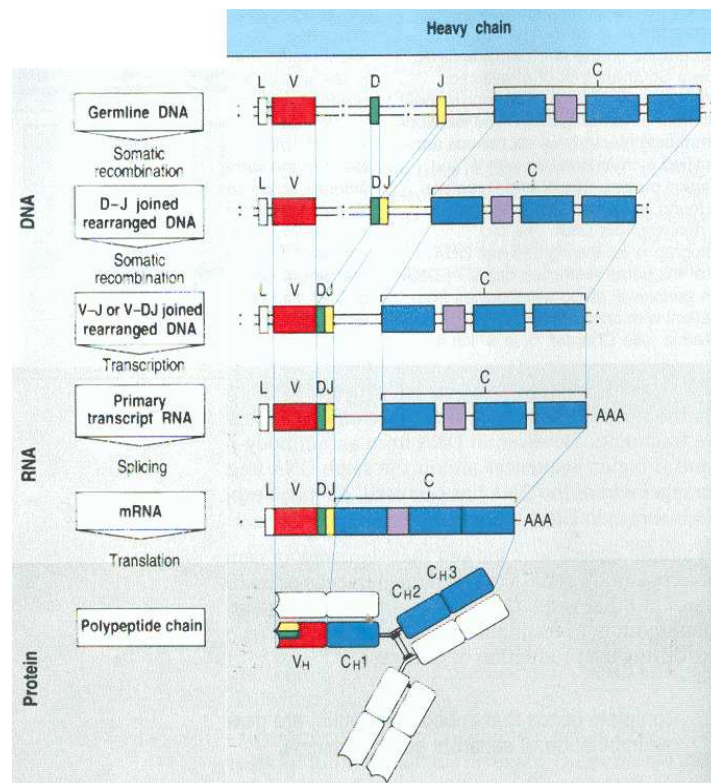 Heavy chain
L V D J C
Germline DNA
Somatic
recombination
DNA
D–J joined
rearranged DNA
L V DJ C
Somatic
recombination
V–J or V–DJ joined
rearranged DNA
L V DJ C
Transcription
RNA
Primary
transcript RNA
L V DJ C
AAA
Splicing
mRNA
L V DJ C
AAA
Translation
Protein
Polypeptide chain
VH CH1 CH2 CH3